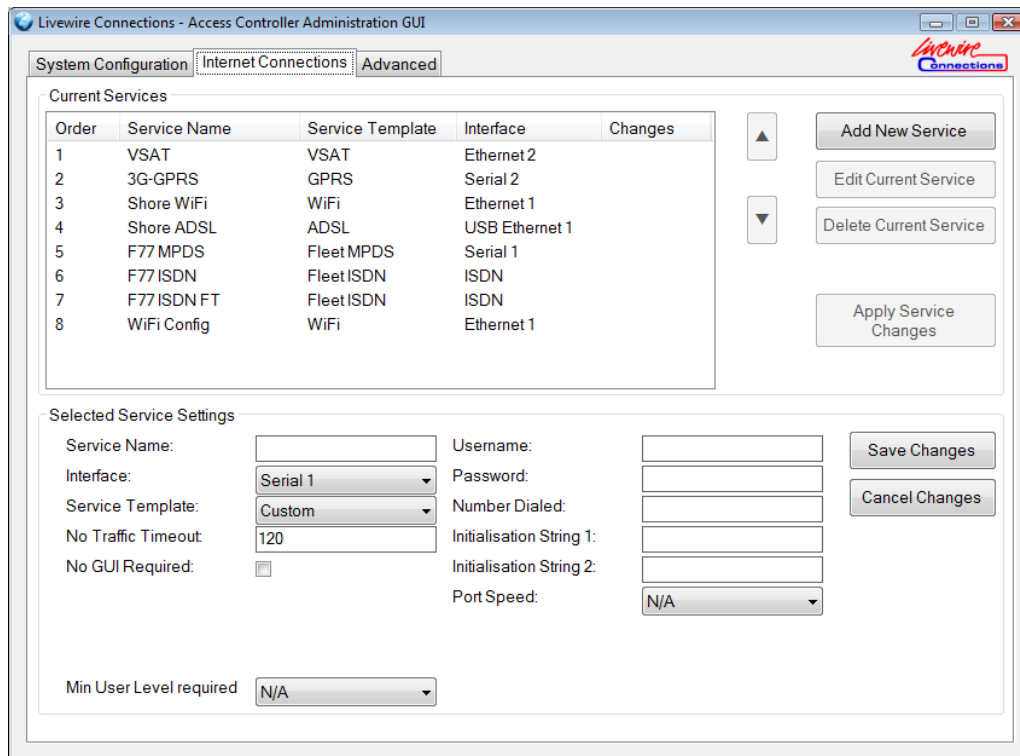 Livewire Connections - Access Controller Administration GUI
Livewire
Connections
System Configuration Internet Connections Advanced
Current Services
Order Service Name Service Template Interface Changes
1 VSAT VSAT Ethernet 2
2 3G-GPRS GPRS Serial 2
3 Shore WiFi WiFi Ethernet 1
4 Shore ADSL ADSL USB Ethernet 1
5 F77 MPDS Fleet MPDS Serial 1
6 F77 ISDN Fleet ISDN ISDN
7 F77 ISDN FT Fleet ISDN ISDN
8 WiFi Config WiFi Ethernet 1
Add New Service
Edit Current Service
Delete Current Service
Apply Service
Changes
Selected Service Settings
Service Name: Username:
Interface: Serial 1 Password:
Service Template: Custom Number Dialed:
No Traffic Timeout: 120 Initialisation String 1:
No GUI Required: Initialisation String 2:
Port Speed: N/A
Save Changes
Cancel Changes
Min User Level required N/A